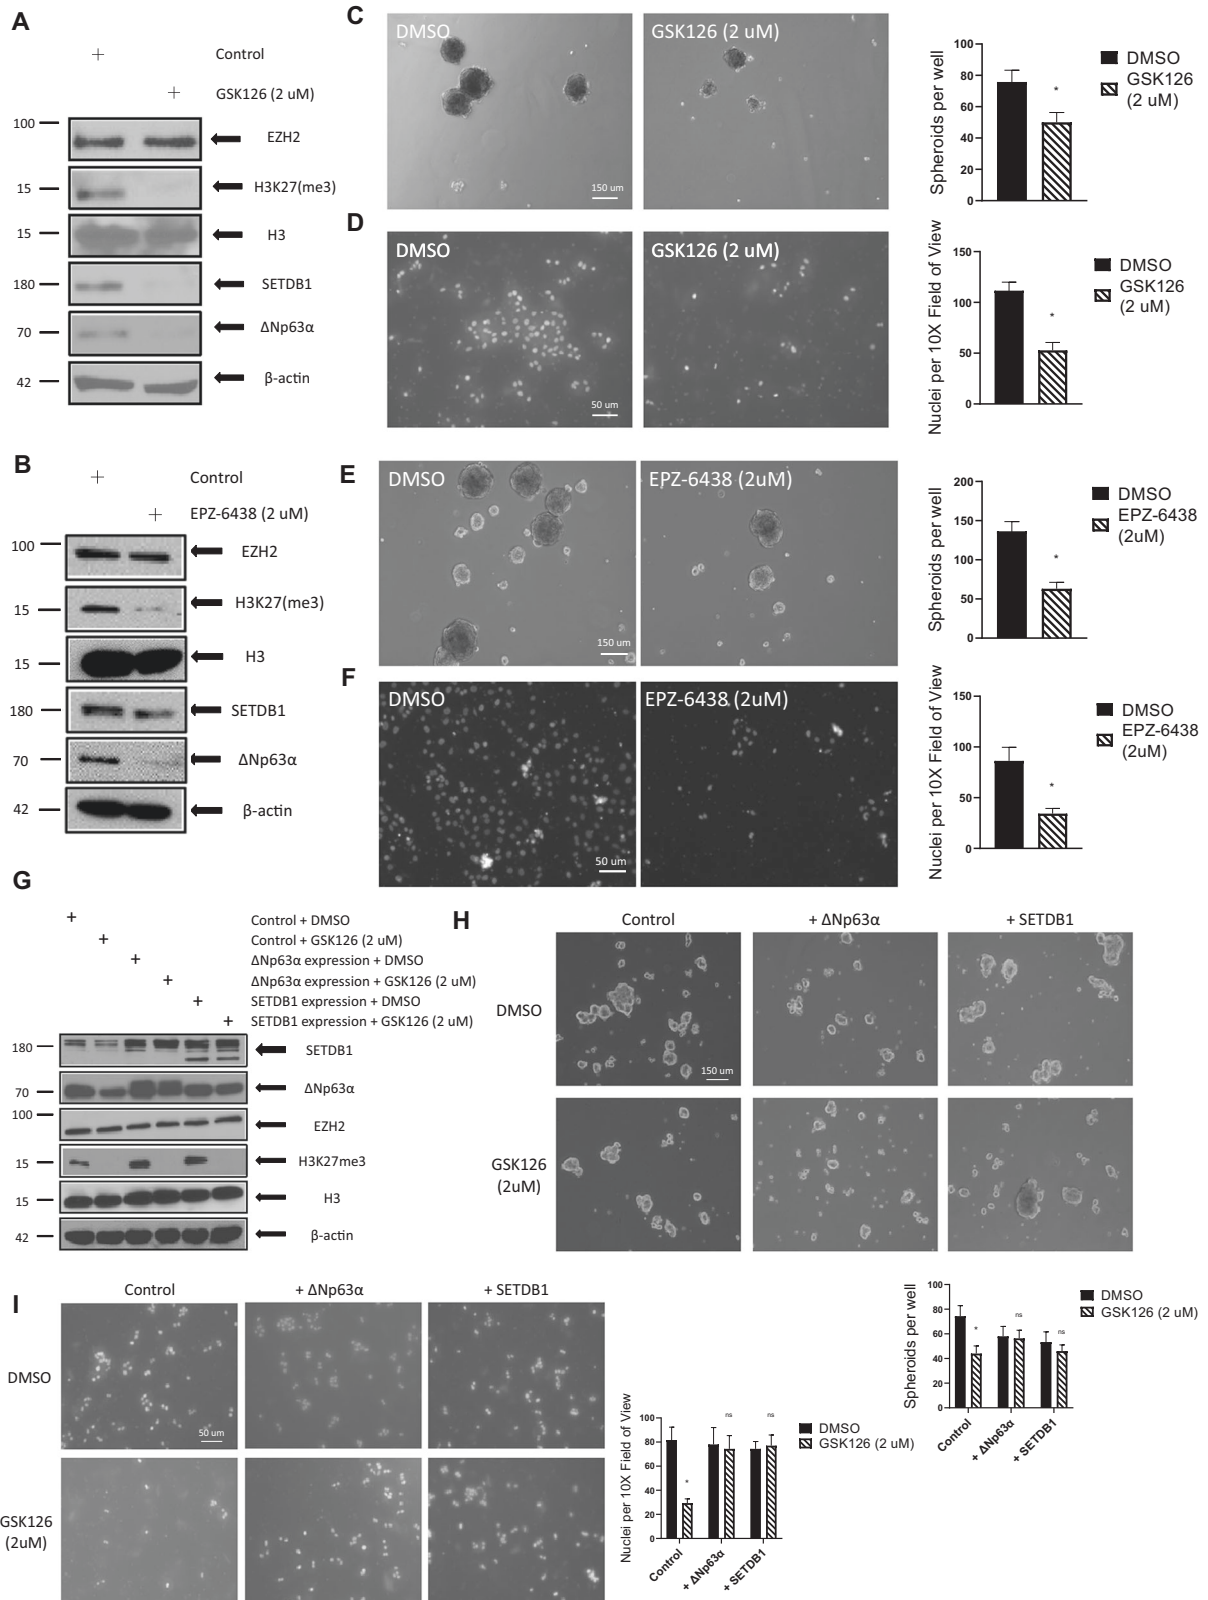 A
+
Control
+
GSK126 (2 uM)
100
EZH2
15
H3K27(me3)
15
H3
180
SETDB1
70
ΔNp63α
42
β-actin
C
DMSO
150 um
GSK126 (2 uM)
Spheroids per well
100
80
60
40
20
0
*
DMSO
GSK126
(2 uM)
D
DMSO
50 um
GSK126 (2 uM)
Nuclei per 10X Field of View
150
100
50
0
*
DMSO
GSK126
(2 uM)
B
+
Control
+
EPZ-6438 (2 uM)
100
EZH2
15
H3K27(me3)
15
H3
180
SETDB1
70
ΔNp63α
42
β-actin
E
DMSO
150 um
EPZ-6438 (2uM)
Spheroids per well
200
150
100
50
0
*
DMSO
EPZ-6438
(2uM)
F
DMSO
50 um
EPZ-6438 (2uM)
Nuclei per 10X Field of View
150
100
50
0
*
DMSO
EPZ-6438
(2uM)
G
+
Control + DMSO
+
Control + GSK126 (2 uM)
+
ΔNp63α expression + DMSO
+
ΔNp63α expression + GSK126 (2 uM)
+
SETDB1 expression + DMSO
+
SETDB1 expression + GSK126 (2 uM)
180
SETDB1
70
ΔNp63α
100
EZH2
15
H3K27me3
15
H3
42
β-actin
H
Control
+ ΔNp63α
+ SETDB1
DMSO
150 um
GSK126
(2uM)
Spheroids per well
100
80
60
40
20
0
*
ns
ns
Control
+ ΔNp63α
+ SETDB1
DMSO
GSK126 (2 uM)
I
Control
+ ΔNp63α
+ SETDB1
DMSO
50 um
GSK126
(2uM)
Nuclei per 10X Field of View
100
80
60
40
20
0
*
ns
ns
Control
+ ΔNp63α
+ SETDB1
DMSO
GSK126 (2 uM)